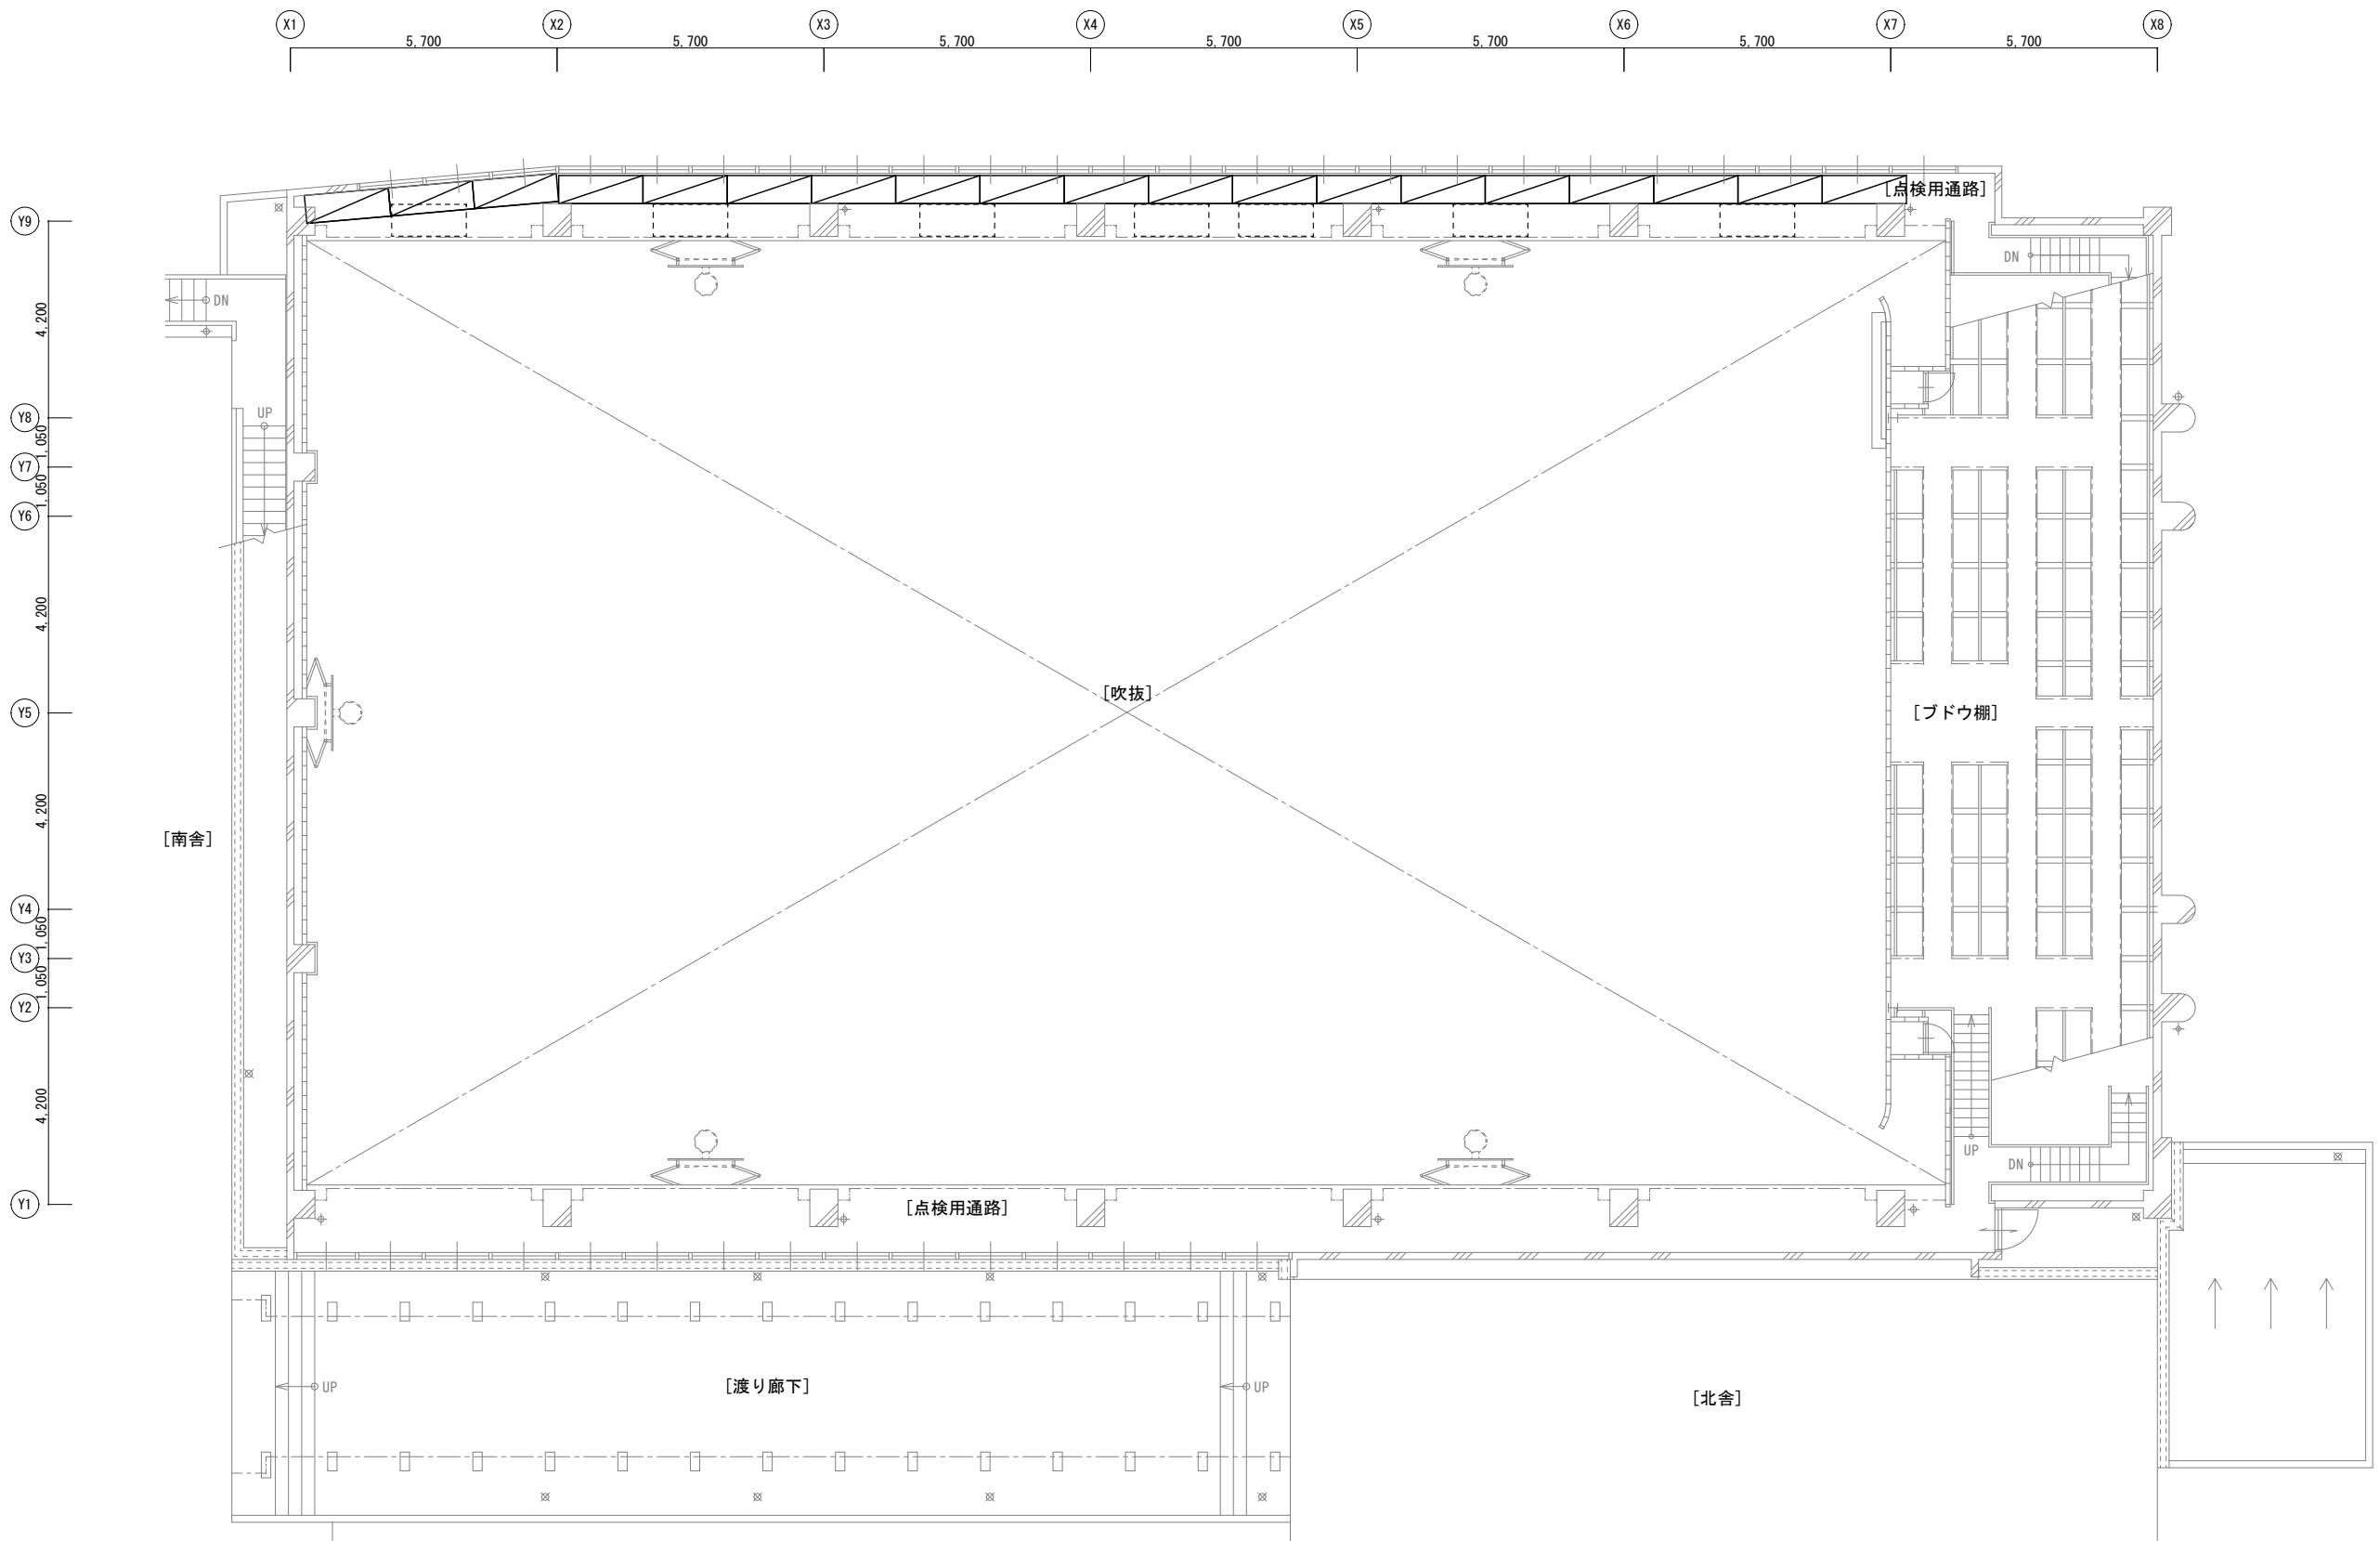 X1 X2 X3 X4 X5 X6 X7 X8
5,700 5,700 5,700 5,700 5,700 5,700 5,700
[点検用通路]
Y9
DN
DN
4,200
UP
Y8
1,050
Y7
1,050
Y6
4,200
[吹抜]
Y5
[ブドウ棚]
4,200
[南舎]
Y4
1,050
Y3
1,050
Y2
4,200
UP
DN
Y1
[点検用通路]
UP
[渡り廊下]
UP
[北舎]